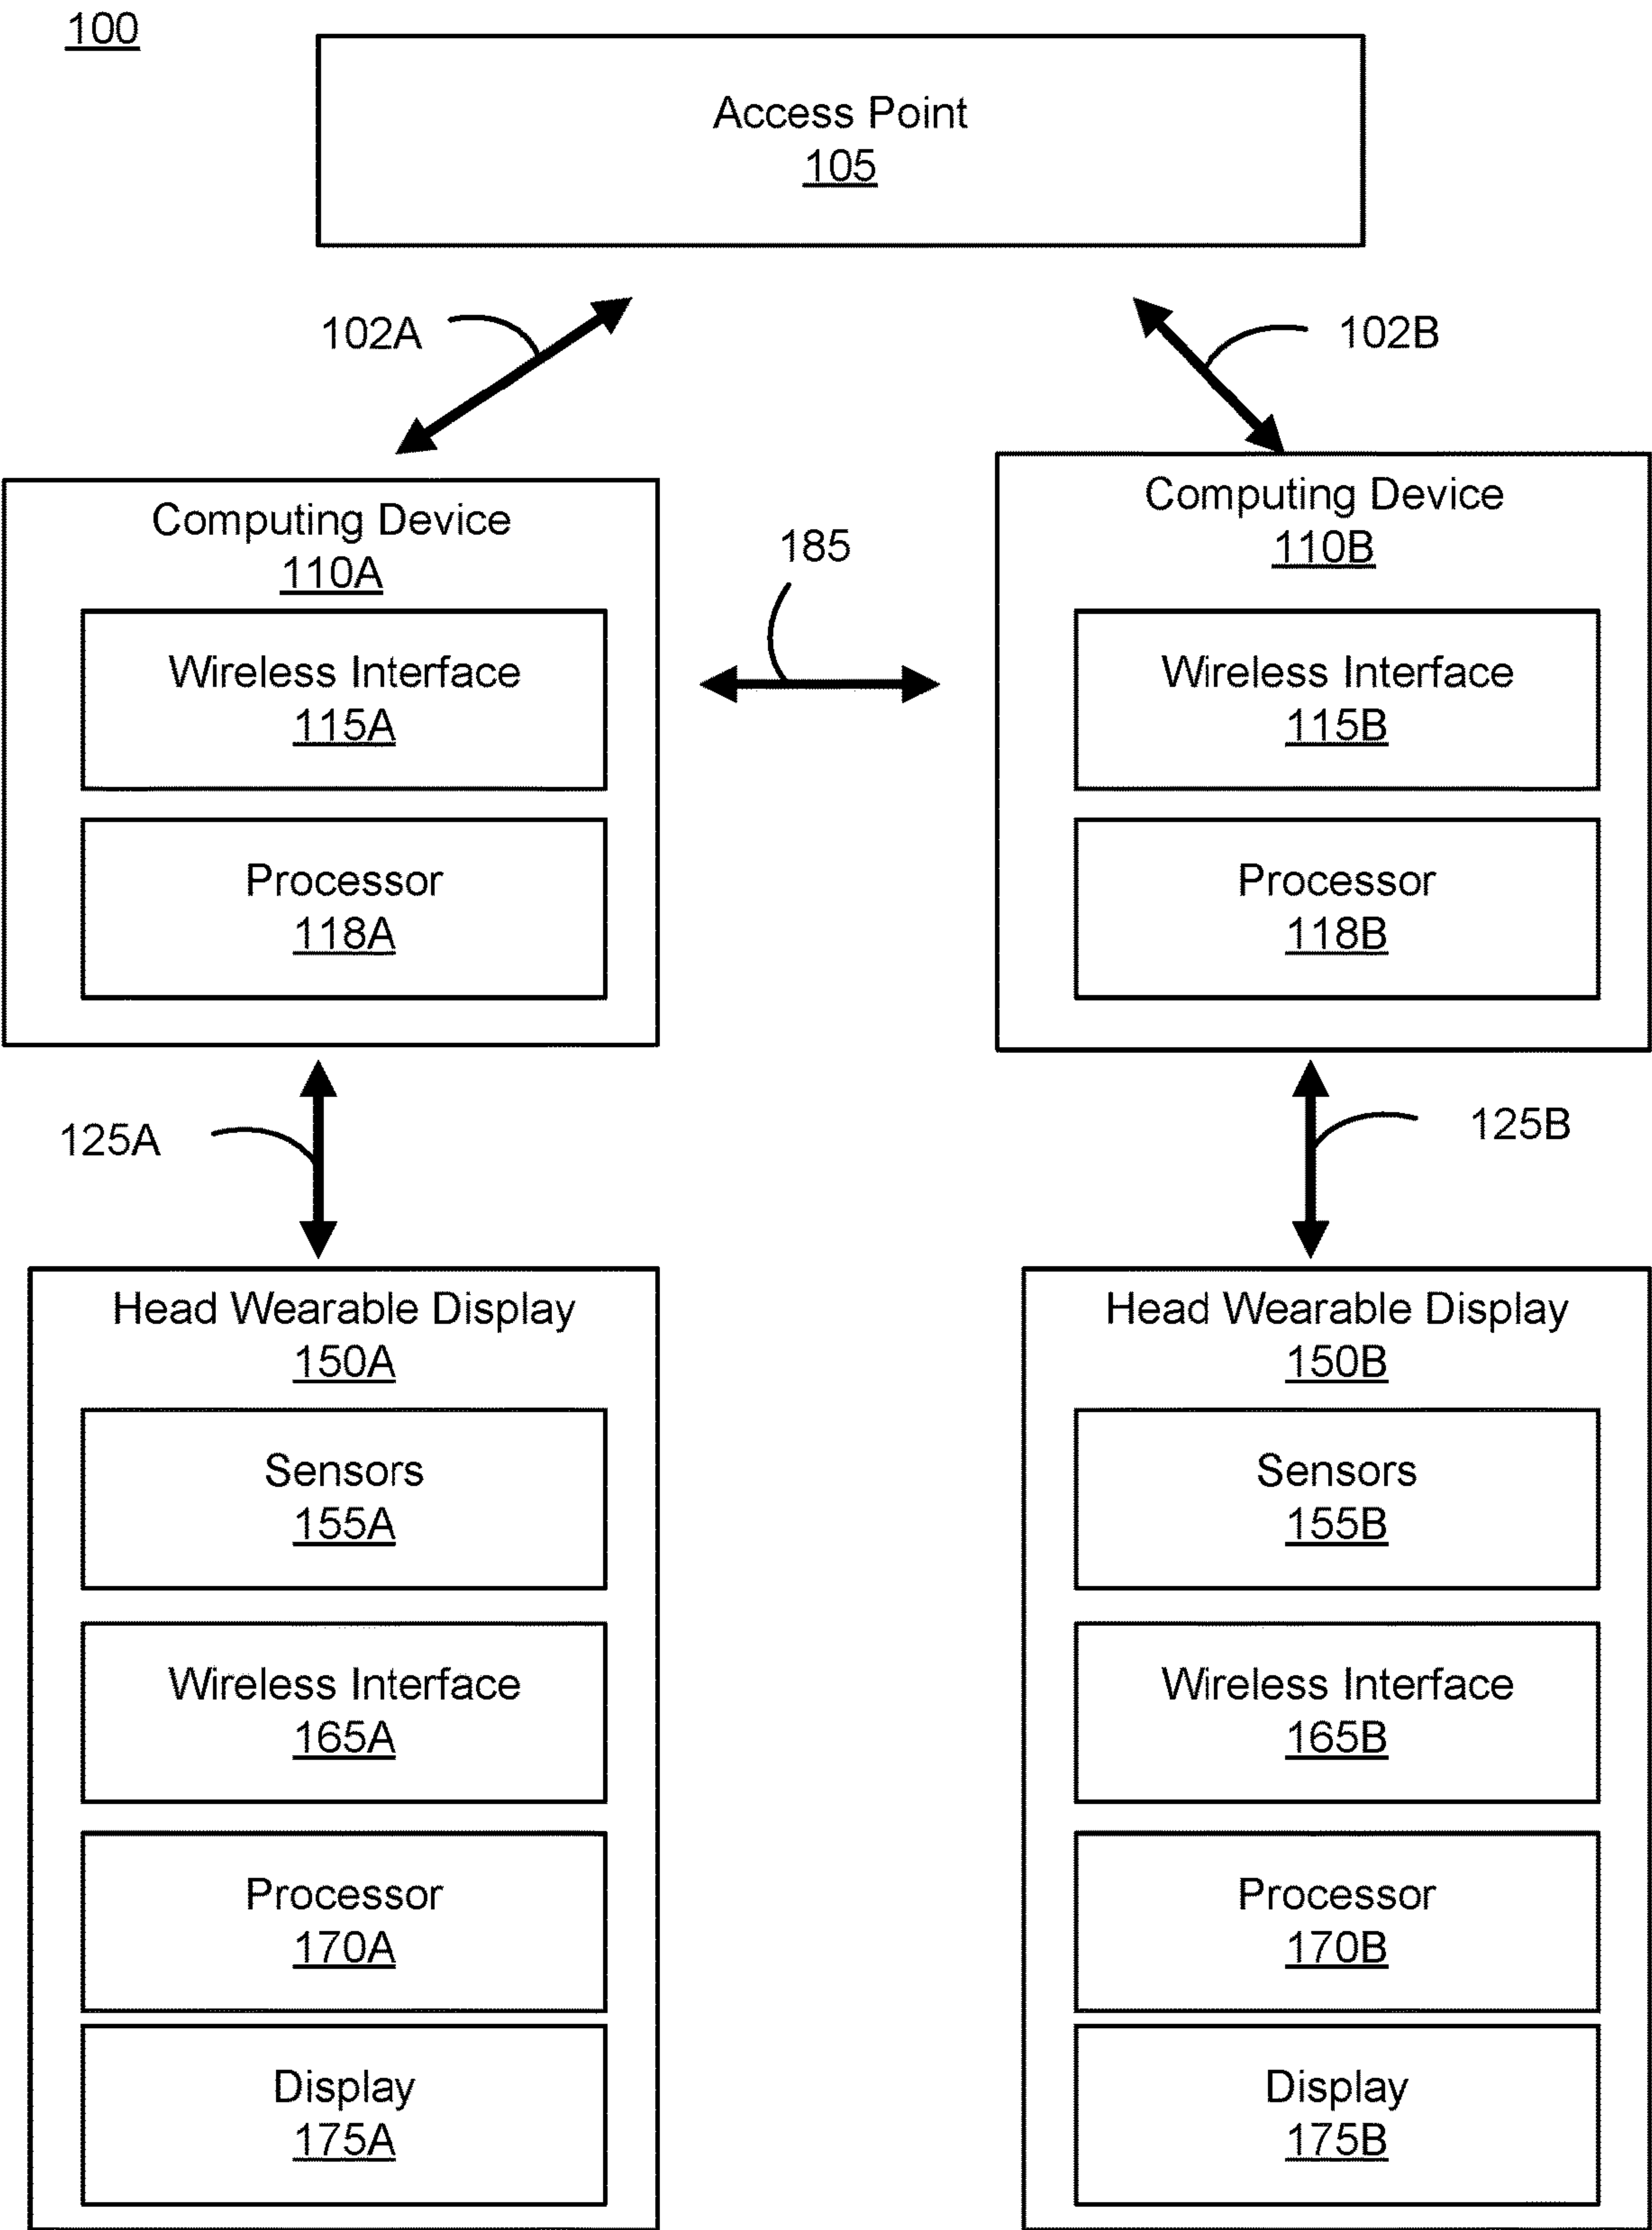 100
Access Point
105
102A
102B
Computing Device
110A
Wireless Interface
115A
Processor
118A
185
Computing Device
110B
Wireless Interface
115B
Processor
118B
125A
125B
Head Wearable Display
150A
Sensors
155A
Wireless Interface
165A
Processor
170A
Display
175A
Head Wearable Display
150B
Sensors
155B
Wireless Interface
165B
Processor
170B
Display
175B